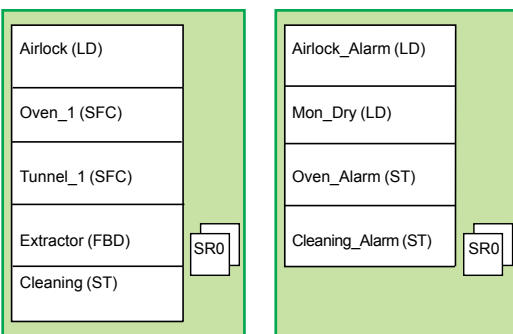 Airlock (LD)
Oven_1 (SFC)
Tunnel_1 (SFC)
Extractor (FBD)
SR0
Cleaning (ST)
Airlock_Alarm (LD)
Mon_Dry (LD)
Oven_Alarm (ST)
Cleaning_Alarm (ST)
SR0